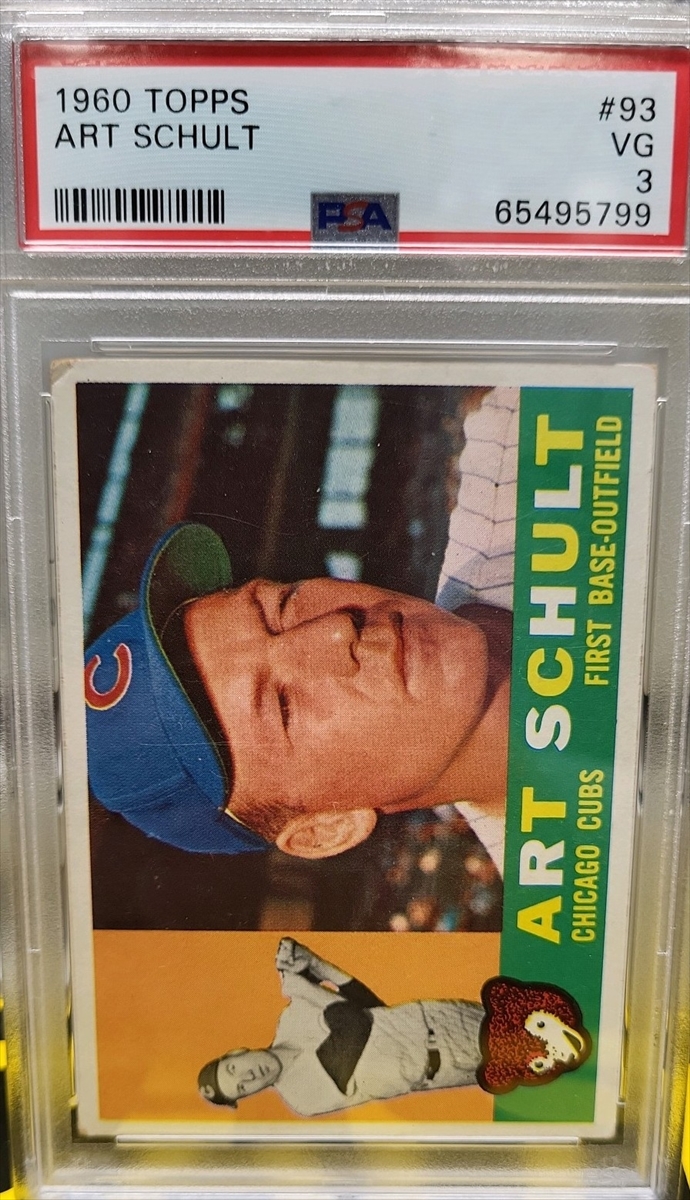 1960 TOPPS
#93
ART SCHULT
VG
3
PSA
65495799
C
ART SCHULT
CHICAGO CUBS FIRST BASE-OUTFIELD
C